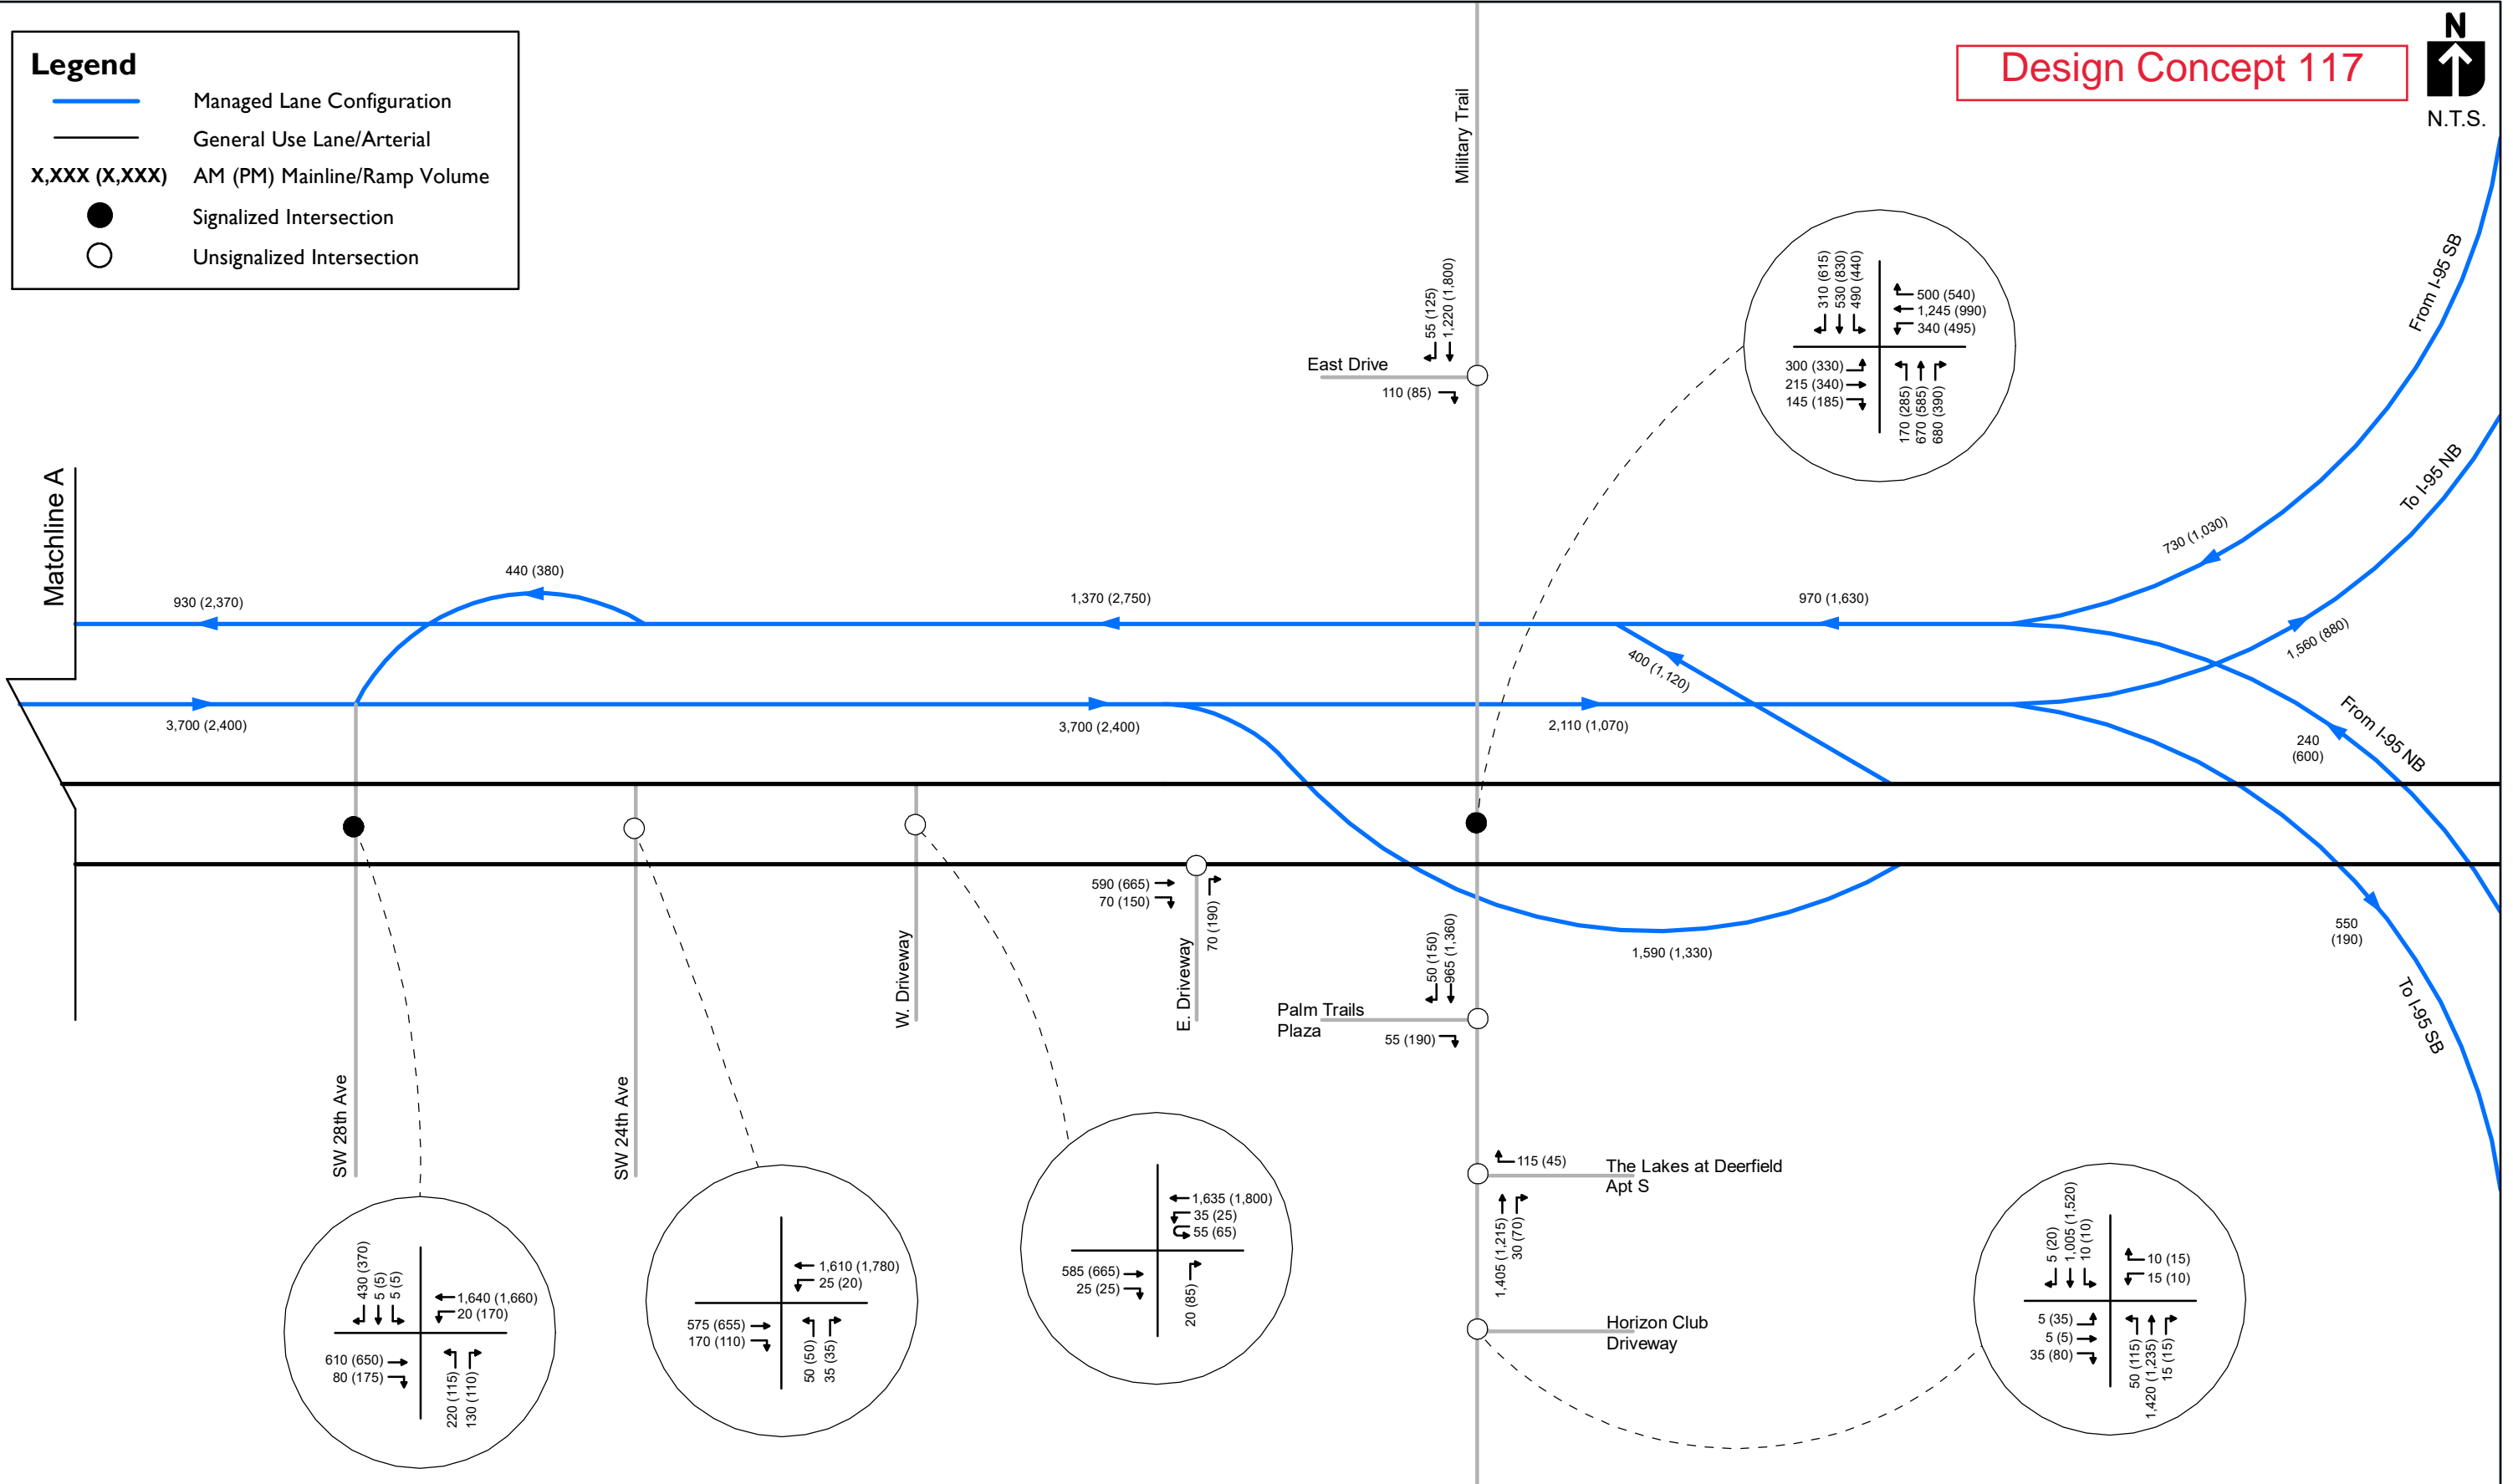 Legend
Managed Lane Configuration
General Use Lane/Arterial
X,XXX (X,XXX) AM (PM) Mainline/Ramp Volume
Signalized Intersection
Unsignalized Intersection
Design Concept 117
N
N.T.S.
Military Trail
From I-95 SB
To I-95 NB
310 (615)
530 (830)
490 (440)
500 (540)
1,245 (990)
340 (495)
300 (330)
215 (340)
145 (185)
170 (285)
670 (585)
680 (390)
55 (125)
1,220 (1,800)
East Drive
110 (85)
Matchline A
930 (2,370)
440 (380)
1,370 (2,750)
970 (1,630)
730 (1,030)
1,560 (880)
400 (1,120)
3,700 (2,400)
3,700 (2,400)
2,110 (1,070)
From I-95 NB
240
(600)
550
(190)
To I-95 SB
590 (665)
70 (150)
70 (190)
W. Driveway
E. Driveway
1,590 (1,330)
50 (150)
965 (1,360)
Palm Trails
Plaza
55 (190)
SW 28th Ave
SW 24th Ave
115 (45)
The Lakes at Deerfield
Apt S
1,405 (1,215)
30 (70)
Horizon Club
Driveway
430 (370)
5 (5)
5 (5)
1,640 (1,660)
20 (170)
610 (650)
80 (175)
220 (115)
130 (110)
1,610 (1,780)
25 (20)
575 (655)
170 (110)
50 (50)
35 (35)
1,635 (1,800)
35 (25)
55 (65)
585 (665)
25 (25)
20 (85)
5 (20)
1,005 (1,520)
10 (10)
10 (15)
15 (10)
5 (35)
5 (5)
35 (80)
50 (115)
1,420 (1,235)
15 (15)